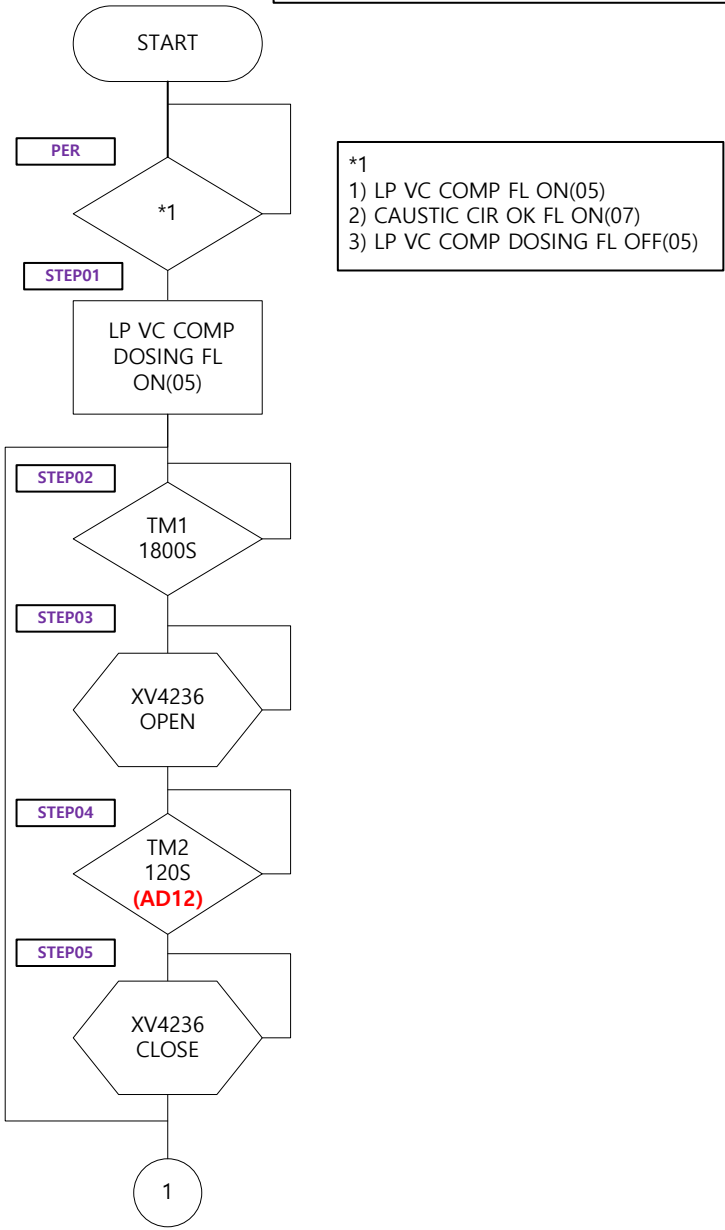 START
PER
*1
*1
1) LP VC COMP FL ON(05)
2) CAUSTIC CIR OK FL ON(07)
3) LP VC COMP DOSING FL OFF(05)
STEP01
LP VC COMP
DOSING FL
ON(05)
STEP02
TM1
1800S
STEP03
XV4236
OPEN
STEP04
TM2
120S
(AD12)
STEP05
XV4236
CLOSE
1